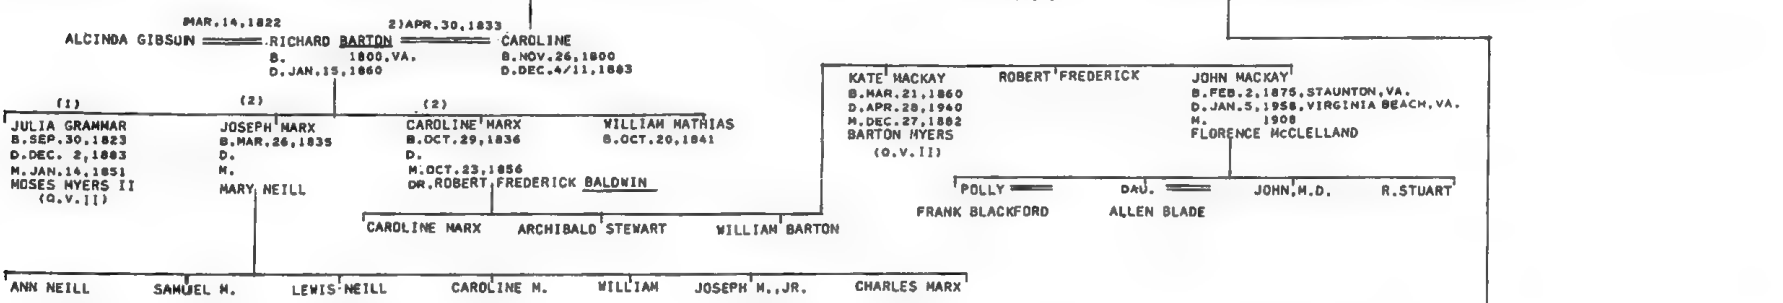 MAR.14,1822 2)APR.30,1833
ALCINDA GIBSON RICHARD BARTON CAROLINE
B. 1800,VA. B.NOV.26,1800
D.JAN.15,1860 D.DEC.4/11,1883
KATE MACKAY ROBERT FREDERICK JOHN MACKAY
B.MAR.21,1860 B.FEB.2,1875,STAUNTON,VA.
D.APR.28,1940 D.JAN.5,1958,VIRGINIA BEACH,VA.
M.DEC.27,1882 M. 1908
BARTON MYERS FLORENCE McCLELLAND
(Q.V.II)
(1) (2) (2)
JULIA GRAMMAR JOSEPH MARX CAROLINE MARX WILLIAM MATHIAS
B.SEP.30,1823 B.MAR.26,1835 B.OCT.29,1836 B.OCT.20,1841
D.DEC. 2,1883 D. D.
M.JAN.14,1851 M. M.OCT.23,1856
MOSES MYERS II MARY NEILL DR.ROBERT FREDERICK BALDWIN
(Q.V.II)
POLLY DAU. JOHN,M.D. R.STUART
FRANK BLACKFORD ALLEN BLADE
CAROLINE MARX ARCHIBALD STEWART WILLIAM BARTON
ANN NEILL SAMUEL M. LEWIS NEILL CAROLINE M. WILLIAM JOSEPH M.,JR. CHARLES MARX